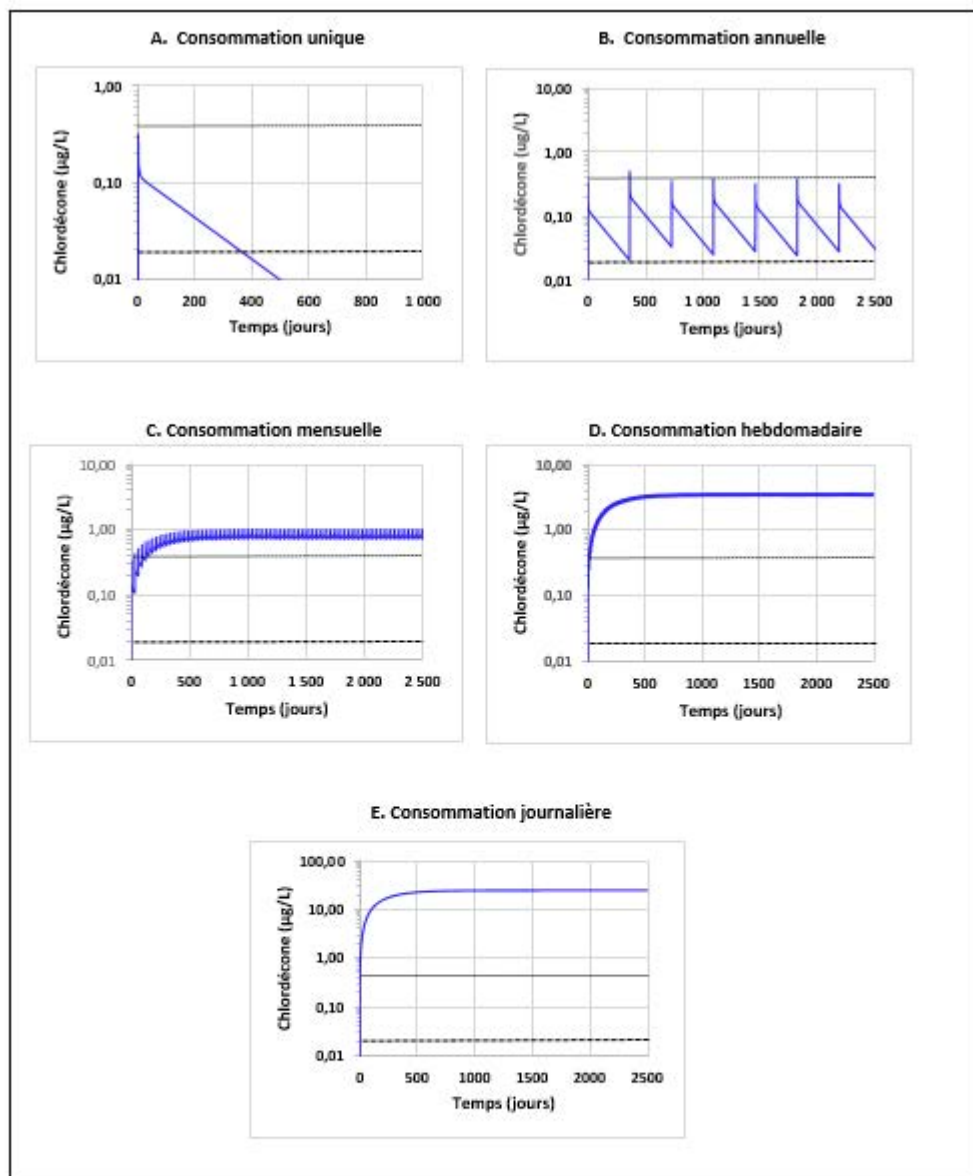 A. Consommation unique
Chlordécone (µg/L)
1,00
0,10
0,01
0 200 400 600 800 1 000
Temps (jours)
B. Consommation annuelle
Chlordécone (ug/L)
10,00
1,00
0,10
0,01
0 500 1 000 1 500 2 000 2 500
Temps (jours)
C. Consommation mensuelle
Chlordécone (µg/L)
10,00
1,00
0,10
0,01
0 500 1 000 1 500 2 000 2 500
Temps (jours)
D. Consommation hebdomadaire
Chlordécone (µg/L)
10,00
1,00
0,10
0,01
0 500 1000 1500 2000 2500
Temps (jours)
E. Consommation journalière
Chlordécone (µg/L)
100,00
10,00
1,00
0,10
0,01
0 500 1000 1500 2000 2500
Temps (jours)